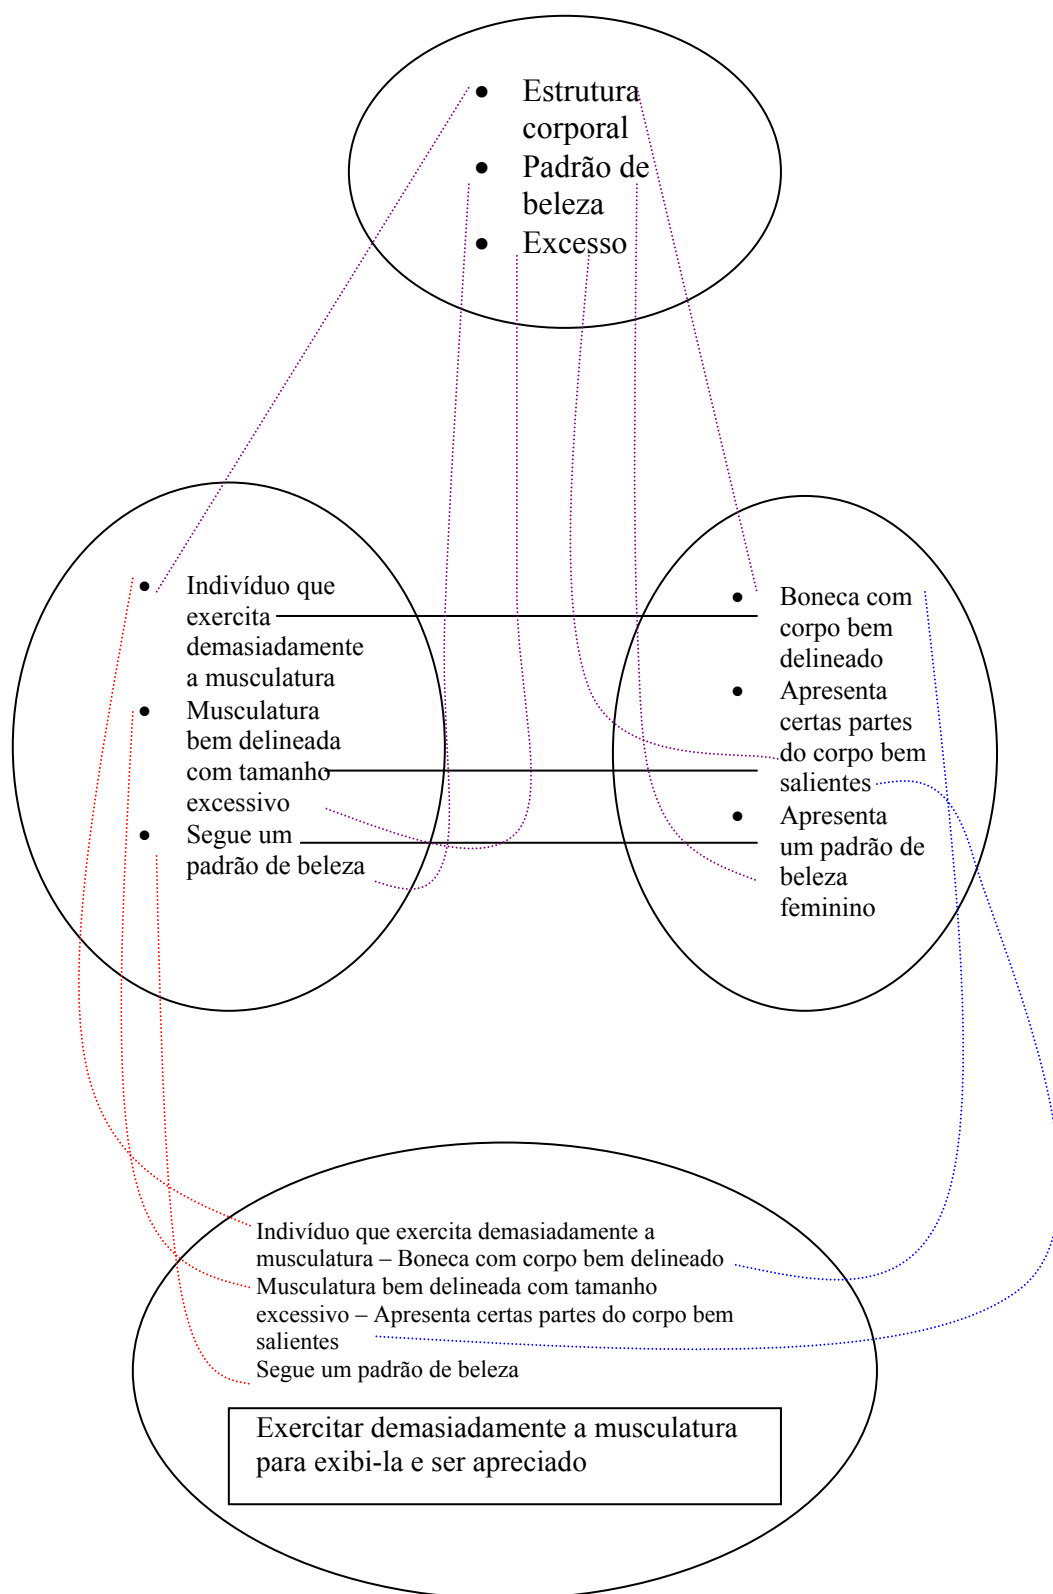 • Estrutura
corporal
• Padrão de
beleza
• Excesso
• Indivíduo que
exercita
demasiadamente
a musculatura
• Musculatura
bem delineada
com tamanho
excessivo
• Segue um
padrão de beleza
• Boneca com
corpo bem
delineado
• Apresenta
certas partes
do corpo bem
salientes
• Apresenta
um padrão de
beleza
feminino
Indivíduo que exercita demasiadamente a
musculatura – Boneca com corpo bem delineado
Musculatura bem delineada com tamanho
excessivo – Apresenta certas partes do corpo bem
salientes
Segue um padrão de beleza
Exercitar demasiadamente a musculatura
para exibi-la e ser apreciado